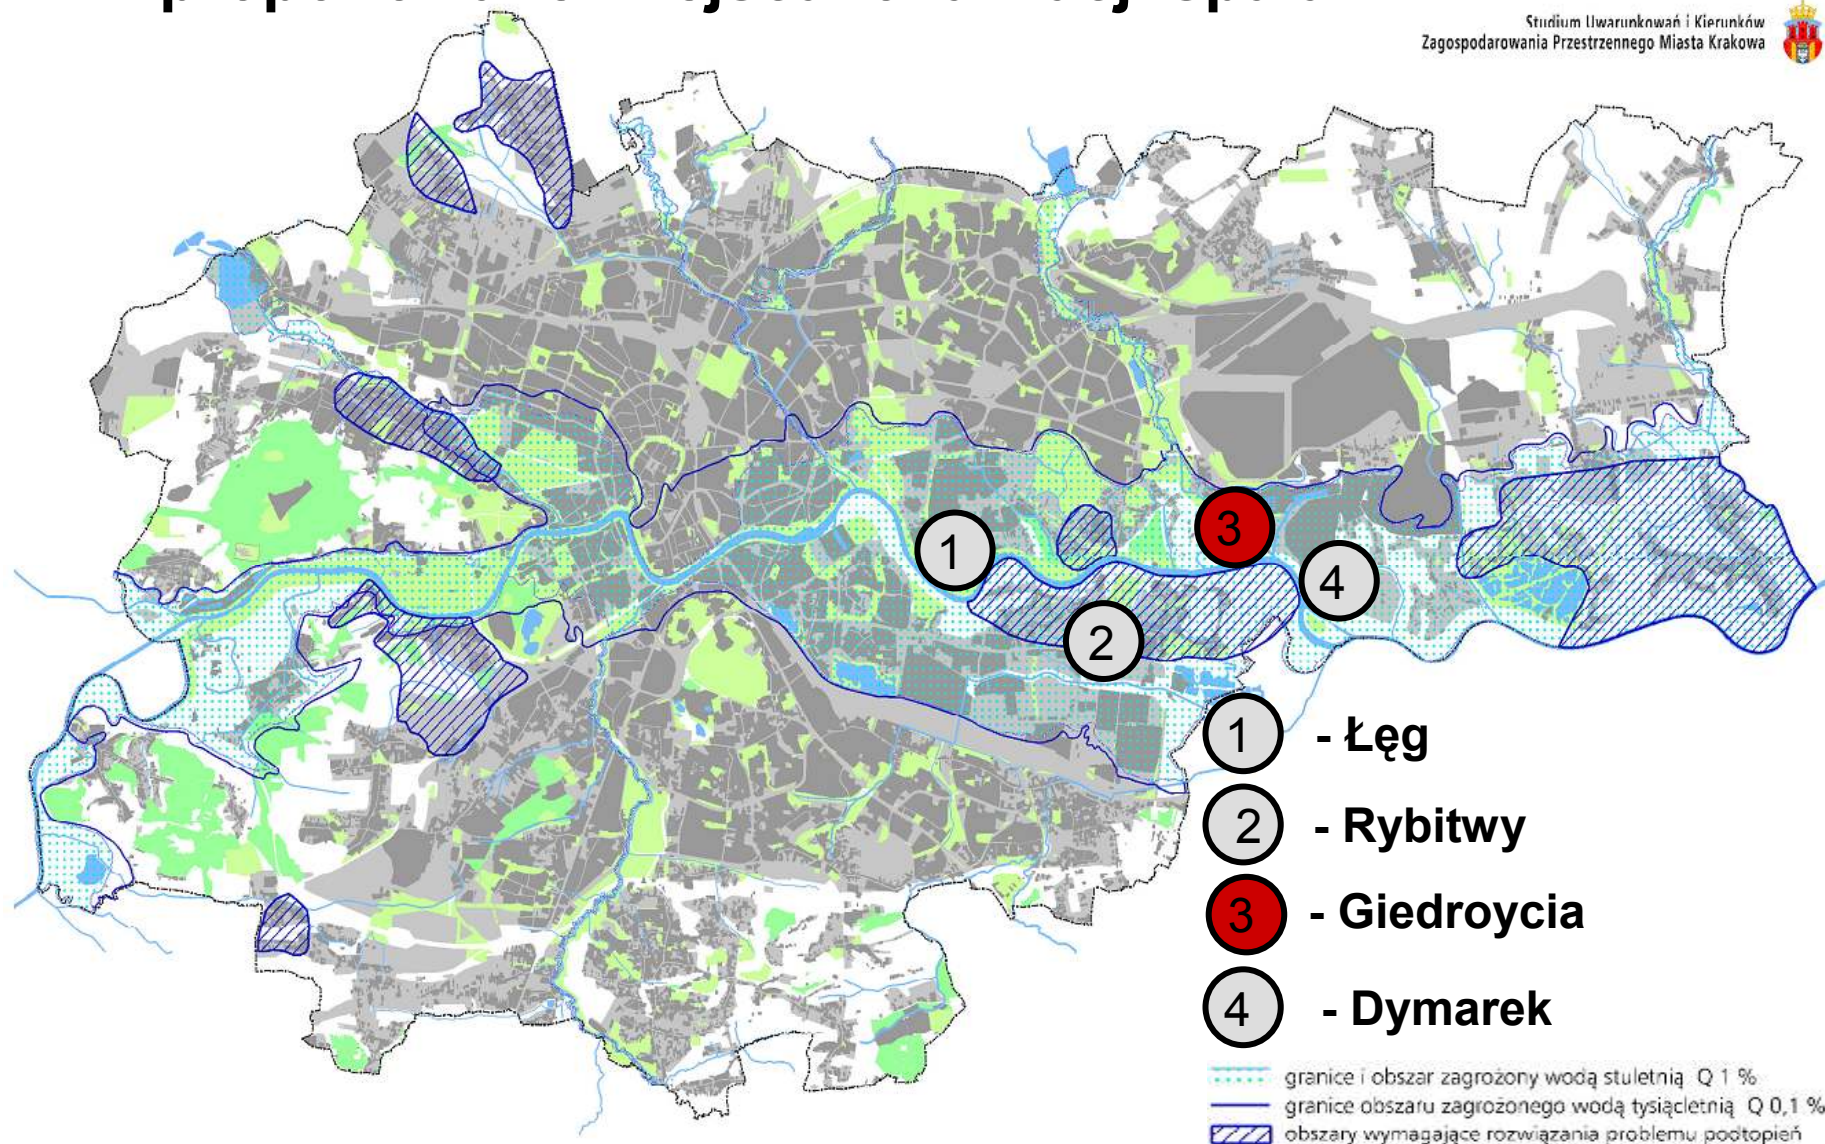 Studium Uwarunkowań i Kierunków
Zagospodarowania Przestrzennego Miasta Krakowa
1
2
3
4
1 - Łęg
2 - Rybitwy
3 - Giedroycia
4 - Dymarek
granice i obszar zagrożony wodą stuletnią Q 1 %
granice obszaru zagrożonego wodą tysiącletnią Q 0,1 %
obszary wymagające rozwiązania problemu podtopień